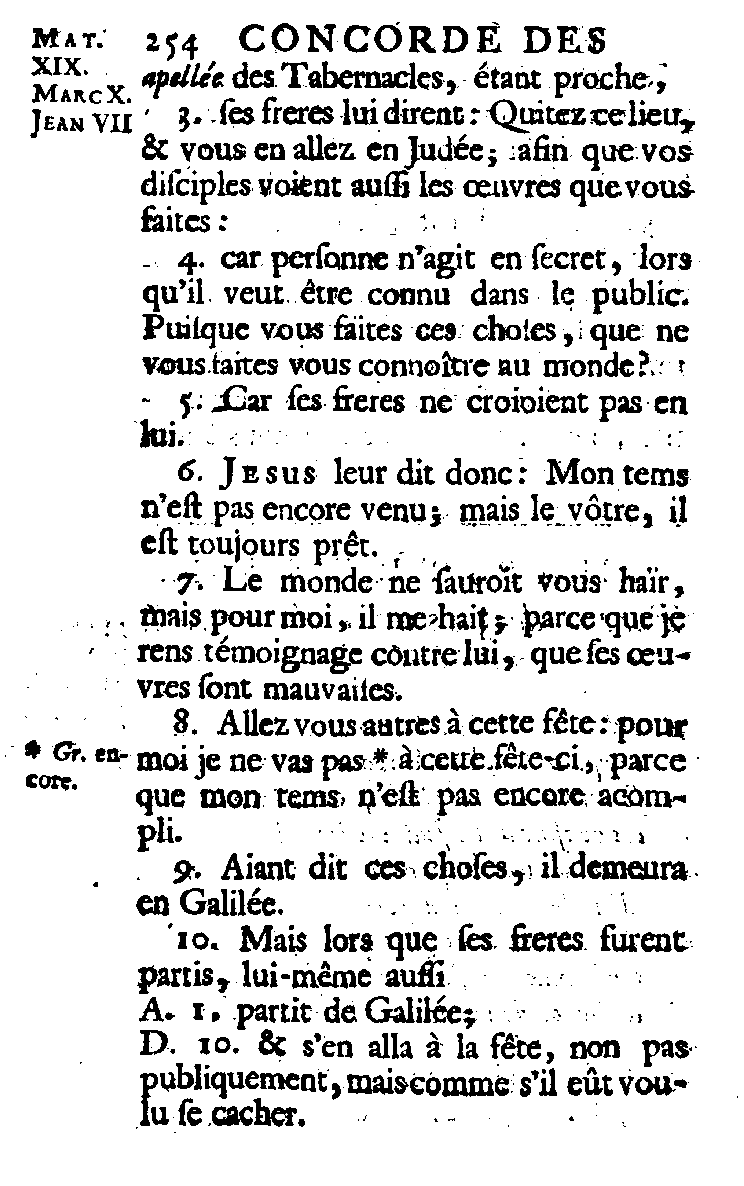 MAT.
XIX.
MARC X.
JEAN VII
254 CONCORDE DES
apellée des Tabernacles, étant proche,
3. ſes freres lui dirent: Quitez ce lieu,
& vous en allez en Judée; afin que vos
diſciples voient auſſi les œuvres que vous
faites:
4. car perſonne n'agit en ſecret, lors
qu'il veut être connu dans le public.
Puiſque vous faites ces choſes, que ne
vous faites vous connoître au monde?
5. Car ſes freres ne croioient pas en
lui.
6. JESUS leur dit donc: Mon tems
n'eſt pas encore venu; mais le vôtre, il
eſt toujours prêt.
7. Le monde ne ſauroit vous haïr,
mais pour moi, il me hait; parce que je
rens témoignage contre lui, que ſes œu-
vres ſont mauvaiſes.
8. Allez vous autres à cette fête: pour
moi je ne vas pas * à cette fête-ci, parce
que mon tems n'eſt pas encore acom-
pli.
* Gr. en-
core.
9. Aiant dit ces choſes, il demeura
en Galilée.
10. Mais lors que ſes freres furent
partis, lui-même auſſi
A. 1. partit de Galilée;
D. 10. & s'en alla à la fête, non pas
publiquement, mais comme s'il eût vou-
lu ſe cacher.